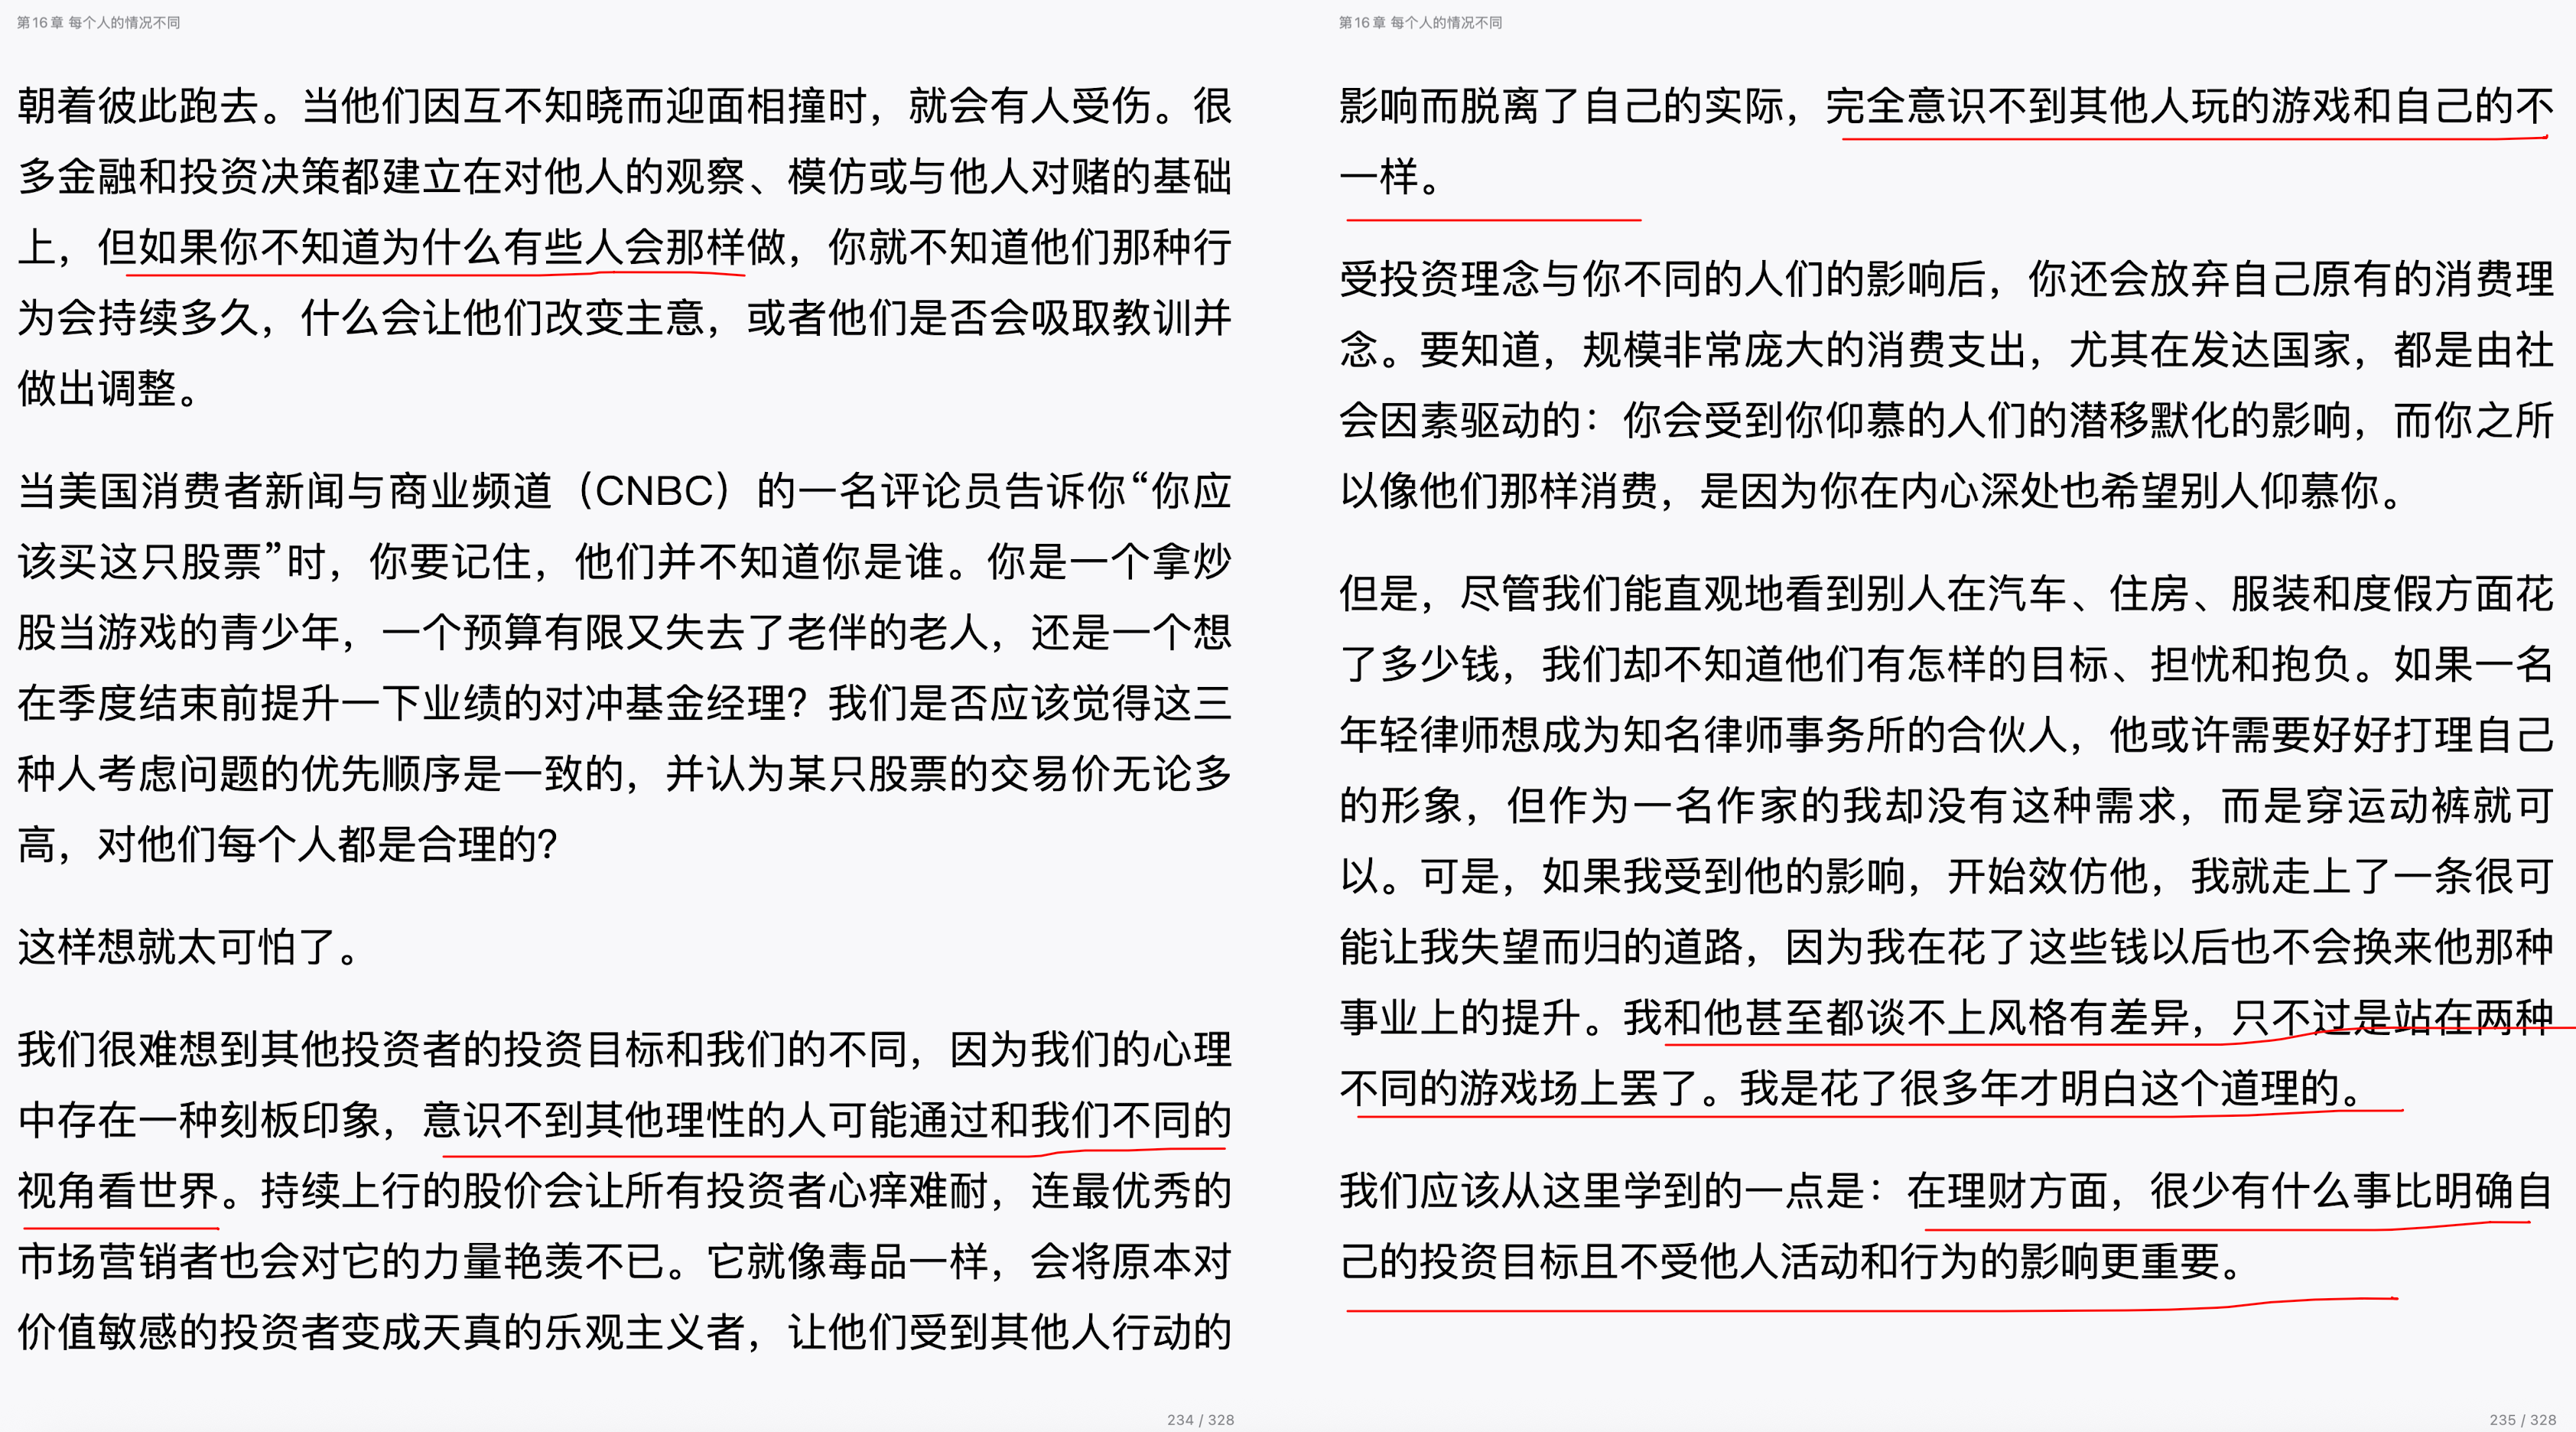 第16章 每个人的情况不同
朝着彼此跑去。当他们因互不知晓而迎面相撞时，就会有人受伤。很
多金融和投资决策都建立在对他人的观察、模仿或与他人对赌的基础
上，但如果你不知道为什么有些人会那样做，你就不知道他们那种行
为会持续多久，什么会让他们改变主意，或者他们是否会吸取教训并
做出调整。
当美国消费者新闻与商业频道（CNBC）的一名评论员告诉你“你应
该买这只股票”时，你要记住，他们并不知道你是谁。你是一个拿炒
股当游戏的青少年，一个预算有限又失去了老伴的老人，还是一个想
在季度结束前提升一下业绩的对冲基金经理？我们是否应该觉得这三
种人考虑问题的优先顺序是一致的，并认为某只股票的交易价无论多
高，对他们每个人都是合理的？
这样想就太可怕了。
我们很难想到其他投资者的投资目标和我们的不同，因为我们的心理
中存在一种刻板印象，意识不到其他理性的人可能通过和我们不同的
视角看世界。持续上行的股价会让所有投资者心痒难耐，连最优秀的
市场营销者也会对它的力量艳羡不已。它就像毒品一样，会将原本对
价值敏感的投资者变成天真的乐观主义者，让他们受到其他人行动的
234 / 328
第16章 每个人的情况不同
影响而脱离了自己的实际，完全意识不到其他人玩的游戏和自己的不
一样。
受投资理念与你不同的人们的影响后，你还会放弃自己原有的消费理
念。要知道，规模非常庞大的消费支出，尤其在发达国家，都是由社
会因素驱动的：你会受到你仰慕的人们的潜移默化的影响，而你之所
以像他们那样消费，是因为你在内心深处也希望别人仰慕你。
但是，尽管我们能直观地看到别人在汽车、住房、服装和度假方面花
了多少钱，我们却不知道他们有怎样的目标、担忧和抱负。如果一名
年轻律师想成为知名律师事务所的合伙人，他或许需要好好打理自己
的形象，但作为一名作家的我却没有这种需求，而是穿运动裤就可
以。可是，如果我受到他的影响，开始效仿他，我就走上了一条很可
能让我失望而归的道路，因为我在花了这些钱以后也不会换来他那种
事业上的提升。我和他甚至都谈不上风格有差异，只不过是站在两种
不同的游戏场上罢了。我是花了很多年才明白这个道理的。
我们应该从这里学到的一点是：在理财方面，很少有什么事比明确自
己的投资目标且不受他人活动和行为的影响更重要。
235 / 328